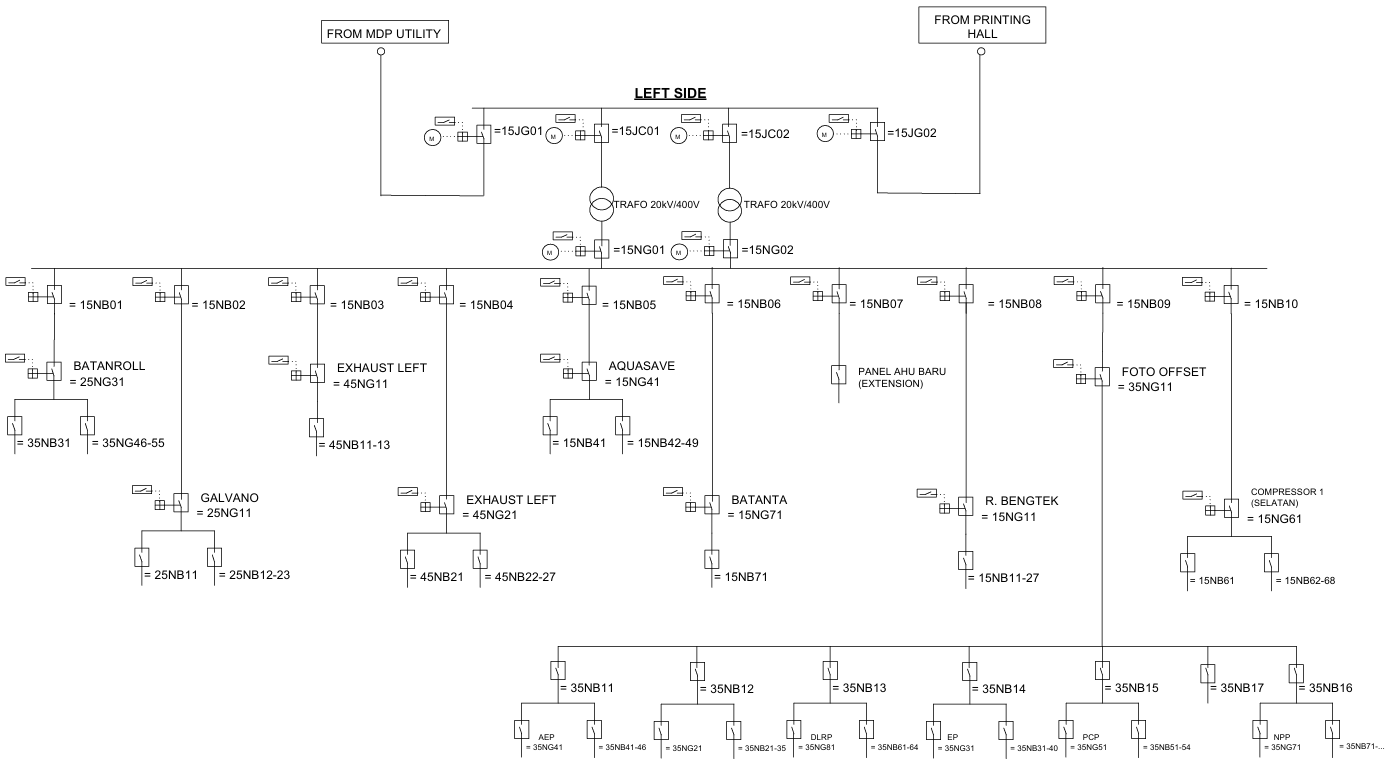 FROM MDP UTILITY
FROM PRINTING
HALL
LEFT SIDE
M
=15JG01
M
=15JC01
M
=15JC02
M
=15JG02
TRAFO 20kV/400V
TRAFO 20kV/400V
M
=15NG01
M
=15NG02
= 15NB01
= 15NB02
= 15NB03
= 15NB04
= 15NB05
= 15NB06
= 15NB07
= 15NB08
= 15NB09
= 15NB10
BATANROLL
= 25NG31
EXHAUST LEFT
= 45NG11
AQUASAVE
= 15NG41
PANEL AHU BARU
(EXTENSION)
FOTO OFFSET
= 35NG11
= 35NB31
= 35NG46-55
= 45NB11-13
= 15NB41
= 15NB42-49
GALVANO
= 25NG11
EXHAUST LEFT
= 45NG21
BATANTA
= 15NG71
R. BENGTEK
= 15NG11
COMPRESSOR 1
(SELATAN)
= 15NG61
= 25NB11
= 25NB12-23
= 45NB21
= 45NB22-27
= 15NB71
= 15NB11-27
= 15NB61
= 15NB62-68
= 35NB11
= 35NB12
= 35NB13
= 35NB14
= 35NB15
= 35NB17
= 35NB16
AEP
= 35NG41
= 35NB41-46
= 35NG21
= 35NB21-35
DLRP
= 35NG81
= 35NB61-64
EP
= 35NG31
= 35NB31-40
PCP
= 35NG51
= 35NB51-54
NPP
= 35NG71
= 35NB71-...